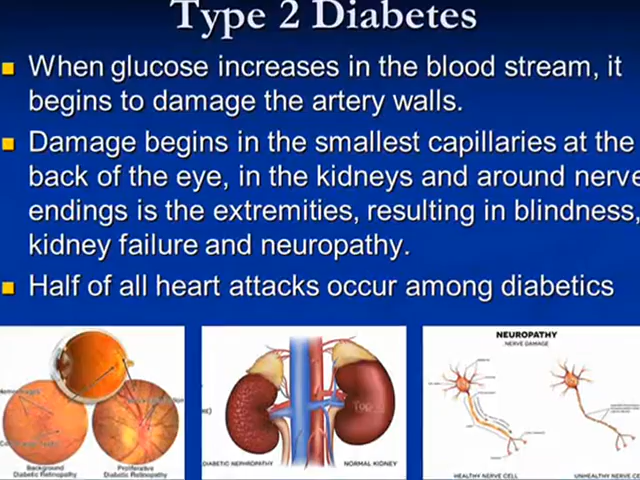 Type 2 Diabetes
When glucose increases in the blood stream, it
begins to damage the artery walls.
Damage begins in the smallest capillaries at the
back of the eye, in the kidneys and around nerve
endings is the extremities, resulting in blindness,
kidney failure and neuropathy.
Half of all heart attacks occur among diabetics
Background
Diabetic Retinopathy
Proliferative
Diabetic Retinopathy
DIABETIC NEPHROPATHY
NORMAL KIDNEY
NEUROPATHY
NERVE DAMAGE
HEALTHY NERVE CELL
UNHEALTHY NERVE CE